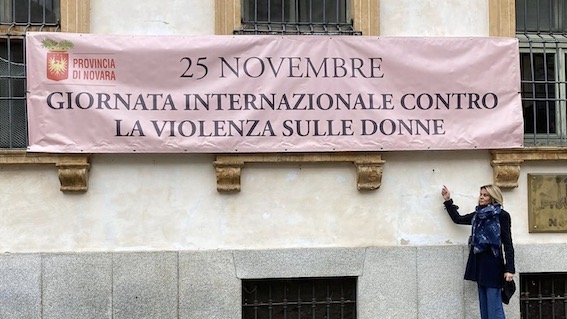 PROVINCIA
DI NOVARA
25 NOVEMBRE
GIORNATA INTERNAZIONALE CONTRO
LA VIOLENZA SULLE DONNE